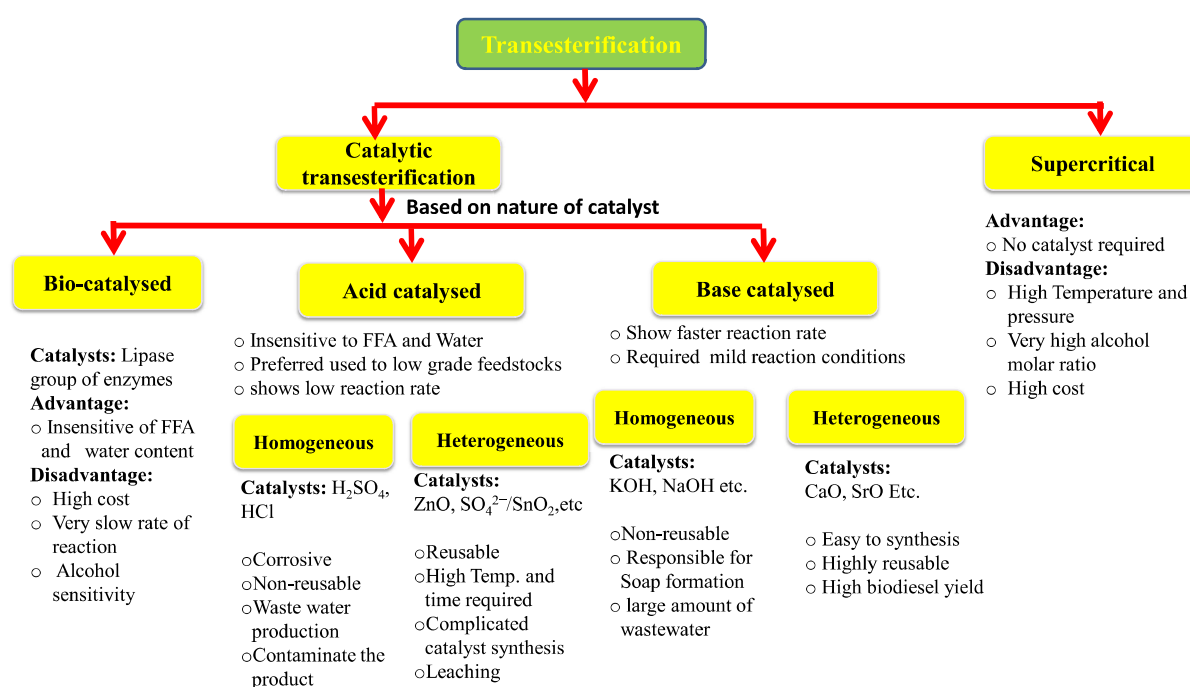 Transesterification
Catalytic
transesterification
Supercritical
Based on nature of catalyst
Advantage:
○ No catalyst required
Disadvantage:
○ High Temperature and
pressure
○ Very high alcohol
molar ratio
○ High cost
Bio-catalysed
Catalysts: Lipase
group of enzymes
Advantage:
○ Insensitive of FFA
and water content
Disadvantage:
○ High cost
○ Very slow rate of
reaction
○ Alcohol
sensitivity
Acid catalysed
○ Insensitive to FFA and Water
○ Preferred used to low grade feedstocks
○ shows low reaction rate
Homogeneous
Catalysts: H₂SO₄,
HCl
○Corrosive
○Non-reusable
○Waste water
production
○Contaminate the
product
Heterogeneous
Catalysts:
ZnO, SO₄²⁻/SnO₂,etc
○Reusable
○High Temp. and
time required
○Complicated
catalyst synthesis
○Leaching
Base catalysed
○ Show faster reaction rate
○ Required mild reaction conditions
Homogeneous
Catalysts:
KOH, NaOH etc.
○Non-reusable
○ Responsible for
Soap formation
○ large amount of
wastewater
Heterogeneous
Catalysts:
CaO, SrO Etc.
○ Easy to synthesis
○ Highly reusable
○ High biodiesel yield